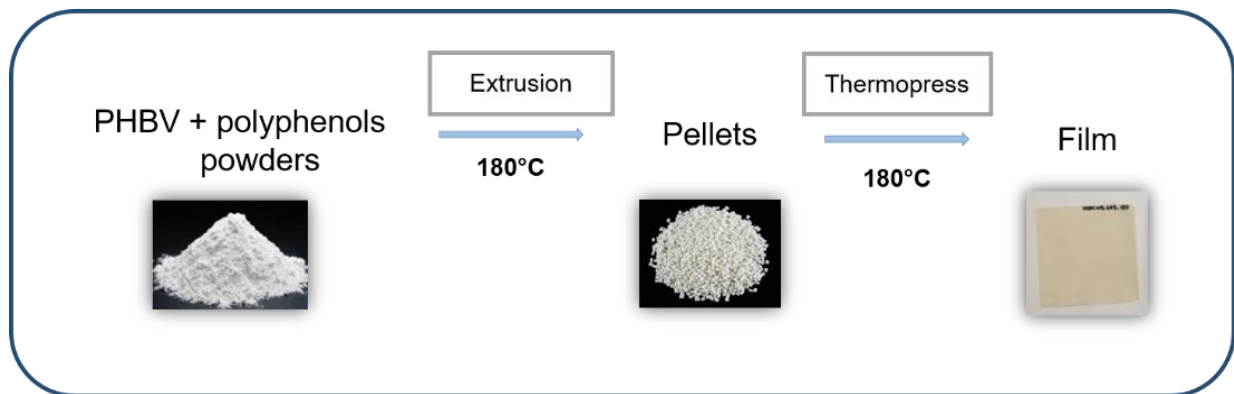 Extrusion
Thermopress
PHBV + polyphenols
powders
Pellets
Film
180°C
180°C